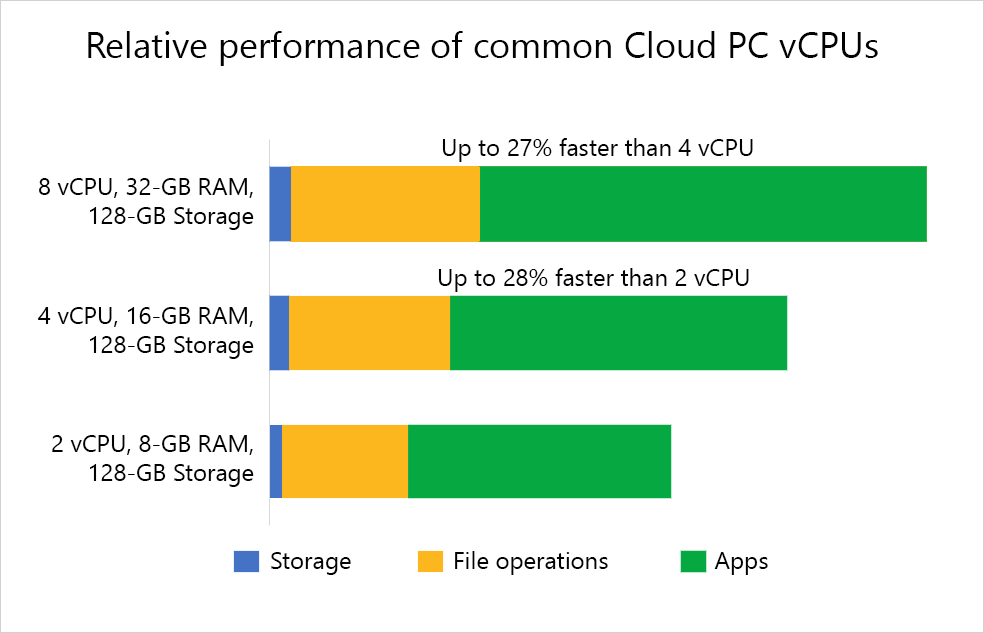 Relative performance of common Cloud PC vCPUs
Up to 27% faster than 4 vCPU
8 vCPU, 32-GB RAM,
128-GB Storage
Up to 28% faster than 2 vCPU
4 vCPU, 16-GB RAM,
128-GB Storage
2 vCPU, 8-GB RAM,
128-GB Storage
Storage
File operations
Apps